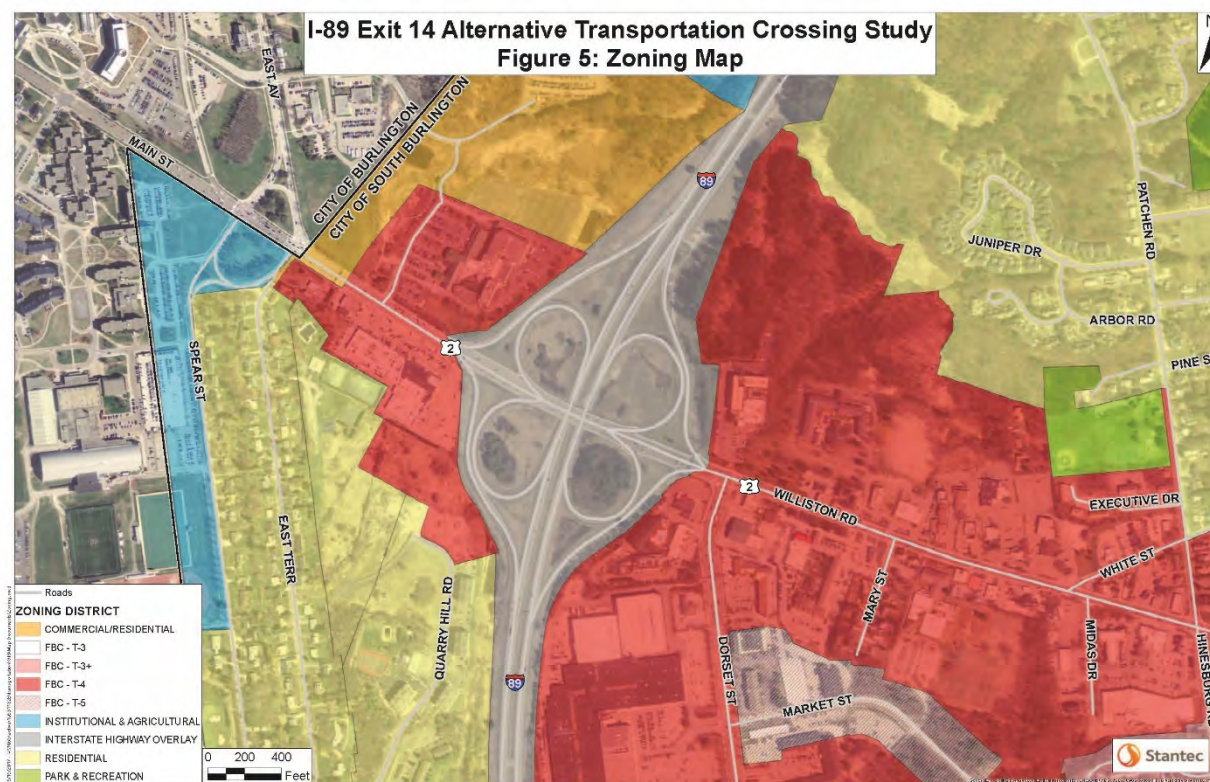 I-89 Exit 14 Alternative Transportation Crossing Study
Figure 5: Zoning Map
N
EAST AV
CITY OF BURLINGTON
CITY OF SOUTH BURLINGTON
MAIN ST
89
PATCHEN RD
JUNIPER DR
ARBOR RD
PINE S
2
SPEAR ST
2
WILLISTON RD
EXECUTIVE DR
WHITE ST
EAST TERR
MARY ST
QUARRY HILL RD
MIDAS DR
HINESBURG RD
DORSET ST
MARKET ST
89
Roads
ZONING DISTRICT
COMMERCIAL/RESIDENTIAL
FBC - T-3
FBC - T-3+
FBC - T-4
FBC - T-5
INSTITUTIONAL & AGRICULTURAL
INTERSTATE HIGHWAY OVERLAY
RESIDENTIAL
PARK & RECREATION
0 200 400
Feet
Stantec